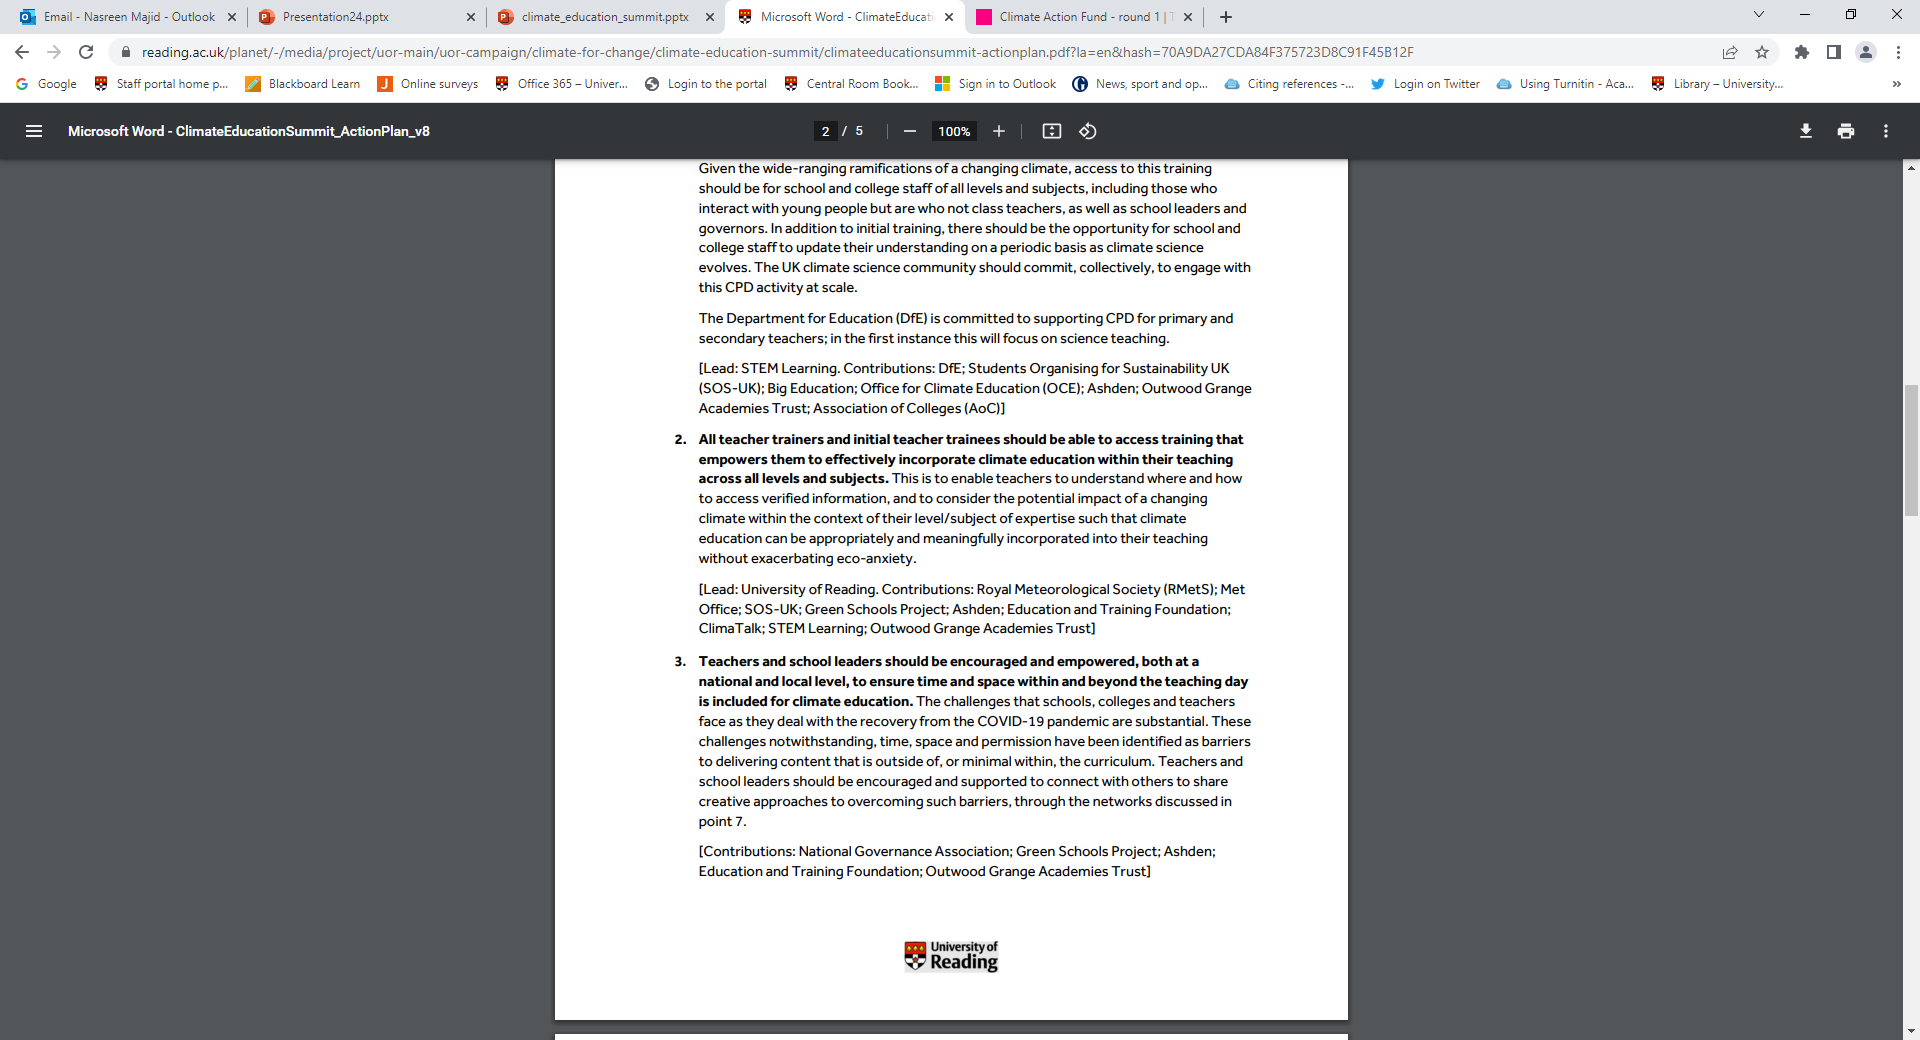 Email - Nasreen Majid - Outlook
Presentation24.pptx
climate_education_summit.pptx
Microsoft Word - ClimateEducati
Climate Action Fund - round 1 |
reading.ac.uk/planet/-/media/project/uor-main/uor-campaign/climate-for-change/climate-education-summit/climateeducationsummit-actionplan.pdf?la=en&hash=70A9DA27CDA84F375723D8C91F45B12F
Google
Staff portal home p...
Blackboard Learn
Online surveys
Office 365 – Univer...
Login to the portal
Central Room Book...
Sign in to Outlook
News, sport and op...
Citing references -...
Login on Twitter
Using Turnitin - Aca...
Library – University...
»
Microsoft Word - ClimateEducationSummit_ActionPlan_v8
2 / 5
100%
Given the wide-ranging ramifications of a changing climate, access to this training
should be for school and college staff of all levels and subjects, including those who
interact with young people but are who not class teachers, as well as school leaders and
governors. In addition to initial training, there should be the opportunity for school and
college staff to update their understanding on a periodic basis as climate science
evolves. The UK climate science community should commit, collectively, to engage with
this CPD activity at scale.
The Department for Education (DfE) is committed to supporting CPD for primary and
secondary teachers; in the first instance this will focus on science teaching.
[Lead: STEM Learning. Contributions: DfE; Students Organising for Sustainability UK
(SOS-UK); Big Education; Office for Climate Education (OCE); Ashden; Outwood Grange
Academies Trust; Association of Colleges (AoC)]
2. All teacher trainers and initial teacher trainees should be able to access training that
empowers them to effectively incorporate climate education within their teaching
across all levels and subjects. This is to enable teachers to understand where and how
to access verified information, and to consider the potential impact of a changing
climate within the context of their level/subject of expertise such that climate
education can be appropriately and meaningfully incorporated into their teaching
without exacerbating eco-anxiety.
[Lead: University of Reading. Contributions: Royal Meteorological Society (RMetS); Met
Office; SOS-UK; Green Schools Project; Ashden; Education and Training Foundation;
ClimaTalk; STEM Learning; Outwood Grange Academies Trust]
3. Teachers and school leaders should be encouraged and empowered, both at a
national and local level, to ensure time and space within and beyond the teaching day
is included for climate education. The challenges that schools, colleges and teachers
face as they deal with the recovery from the COVID-19 pandemic are substantial. These
challenges notwithstanding, time, space and permission have been identified as barriers
to delivering content that is outside of, or minimal within, the curriculum. Teachers and
school leaders should be encouraged and supported to connect with others to share
creative approaches to overcoming such barriers, through the networks discussed in
point 7.
[Contributions: National Governance Association; Green Schools Project; Ashden;
Education and Training Foundation; Outwood Grange Academies Trust]
University of
Reading